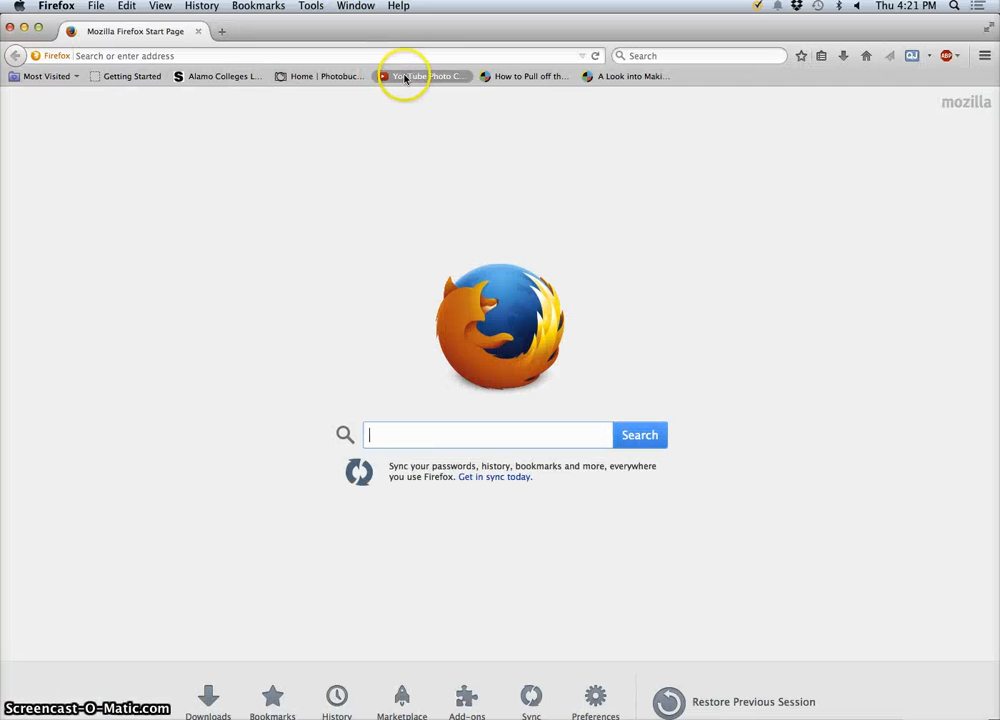 Firefox File Edit View History Bookmarks Tools Window Help Thu 4:21 PM
Mozilla Firefox Start Page
Firefox Search or enter address Search
Most Visited Getting Started Alamo Colleges L... Home | Photobuc... YouTube Photo C... How to Pull off th... A Look into Maki...
mozilla
Search
Sync your passwords, history, bookmarks and more, everywhere
you use Firefox. Get in sync today.
Downloads Bookmarks History Marketplace Add-ons Sync Preferences Restore Previous Session
Screencast-O-Matic.com